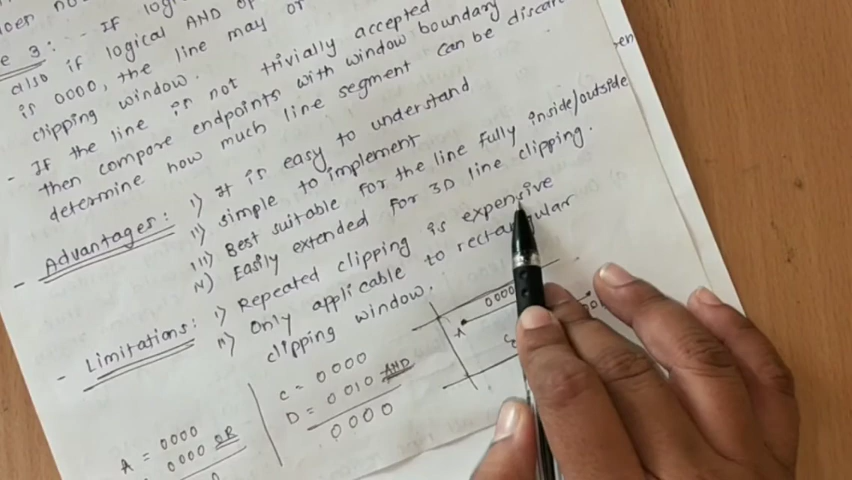 e 3: - If logi
also if logical AND of
is 0000, the line may or
clipping window.
- If the line is not trivially accepted
then compare endpoints with window boundary
determine how much line segment can be discar
- Advantages: i) It is easy to understand
ii) simple to implement
iii) Best suitable for the line fully inside/outside
iv) Easily extended for 3D line clipping.
- Limitations: i) Repeated clipping is expensive
ii) Only applicable to rectangular
clipping window.
A = 0000
0000 OR
C = 0000
D = 0010 AND
0000
0000
A